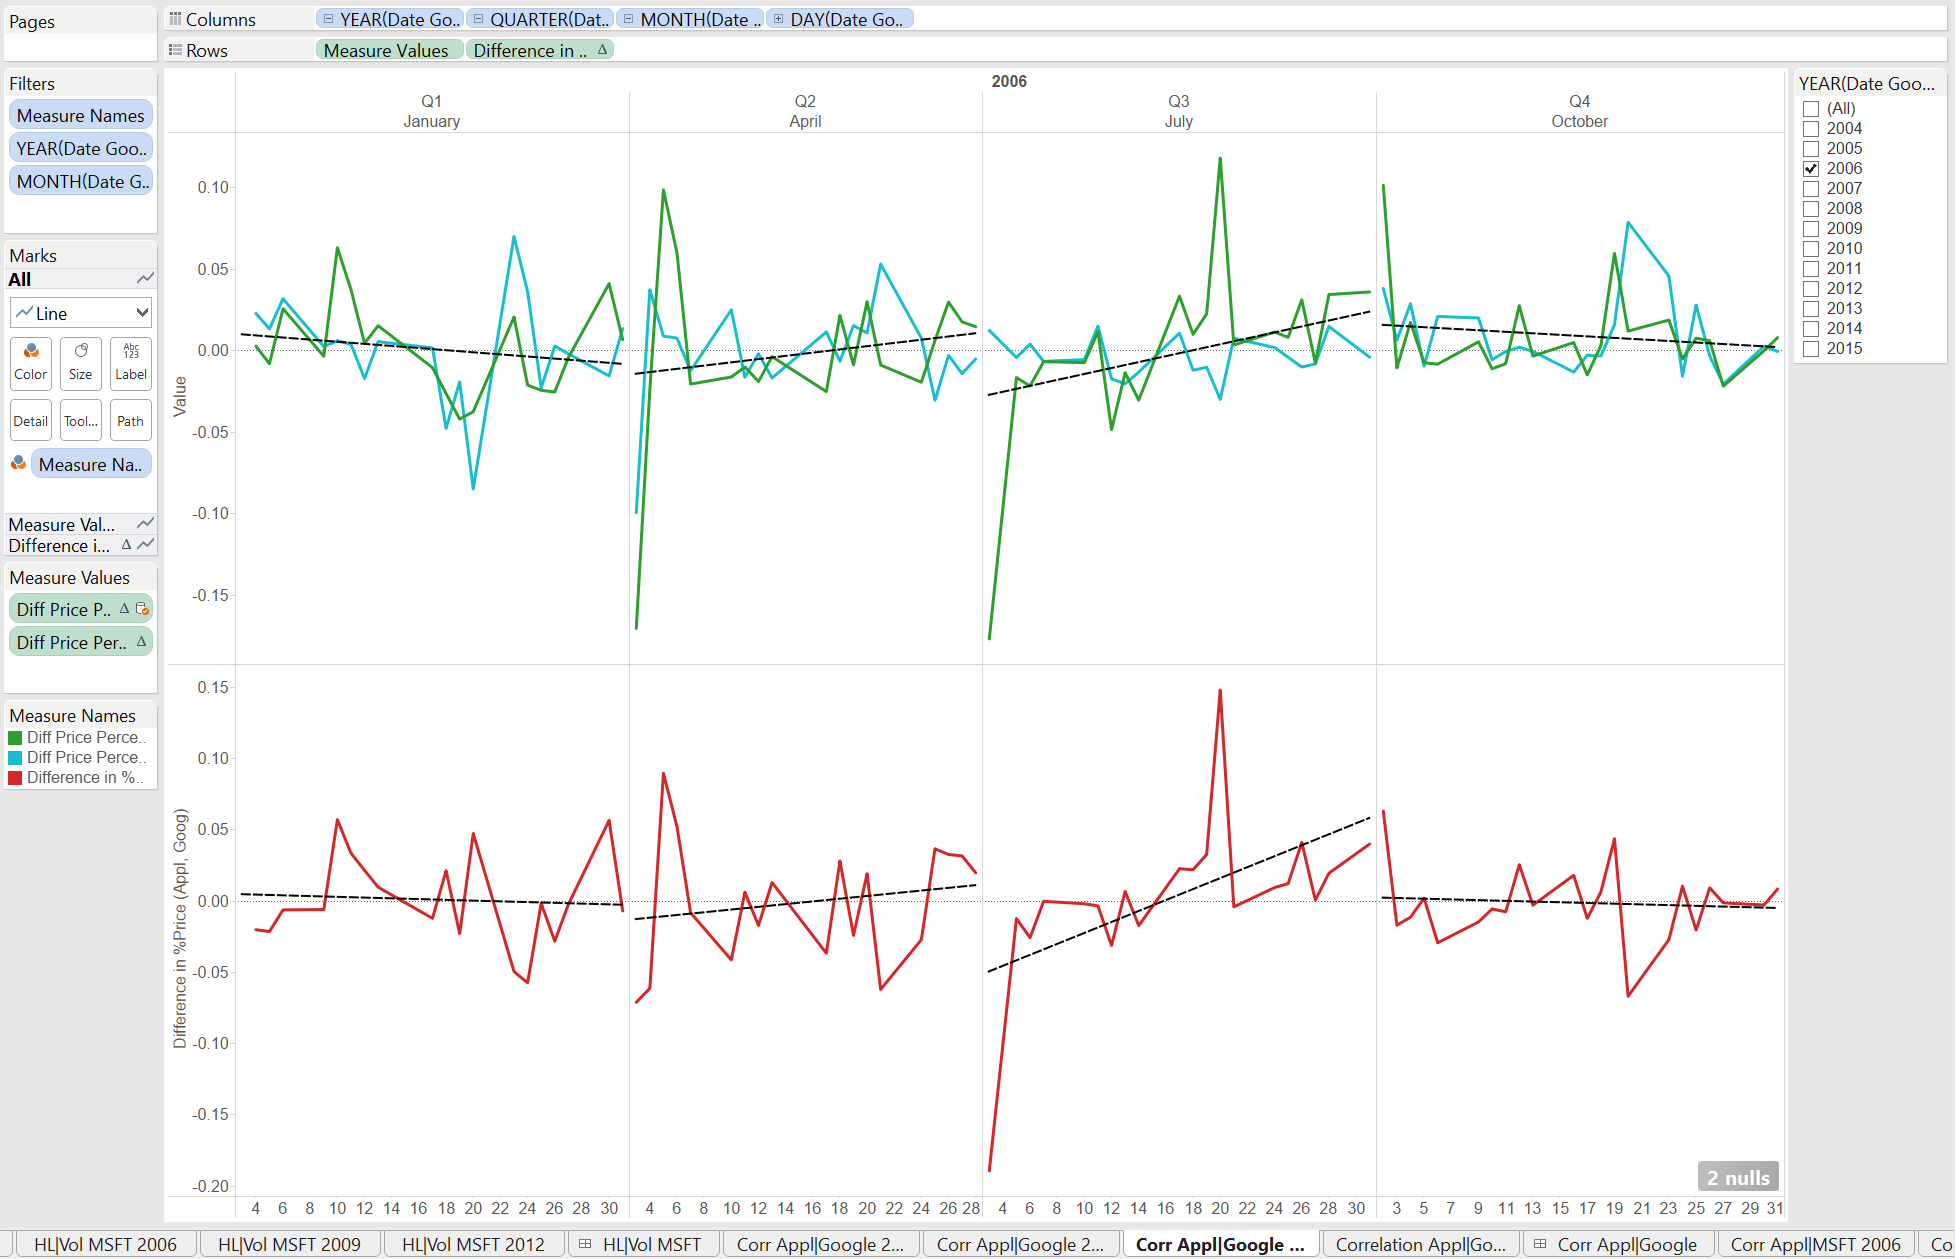 Pages
Columns
YEAR(Date Go.. QUARTER(Dat.. MONTH(Date .. DAY(Date Go..
Rows
Measure Values Difference in .. Δ
Filters
Measure Names
YEAR(Date Goo..
MONTH(Date G..
Marks
All
Line
Color Size Abc 123 Label
Detail Tool... Path
Measure Na..
Measure Val...
Difference i... Δ
Measure Values
Diff Price P.. Δ
Diff Price Per.. Δ
Measure Names
Diff Price Perce..
Diff Price Perce..
Difference in %..
2006
Q1 Q2 Q3 Q4
January April July October
0.10
0.05
0.00
-0.05
-0.10
-0.15
Value
0.15
0.10
0.05
0.00
-0.05
-0.10
-0.15
-0.20
Difference in %Price (Appl, Goog)
2 nulls
4 6 8 10 12 14 16 18 20 22 24 26 28 30 4 6 8 10 12 14 16 18 20 22 24 26 28 4 6 8 10 12 14 16 18 20 22 24 26 28 30 3 5 7 9 11 13 15 17 19 21 23 25 27 29 31
YEAR(Date Goo...
(All)
2004
2005
2006
2007
2008
2009
2010
2011
2012
2013
2014
2015
HL|Vol MSFT 2006 HL|Vol MSFT 2009 HL|Vol MSFT 2012 HL|Vol MSFT Corr Appl|Google 2... Corr Appl|Google 2... Corr Appl|Google ... Correlation Appl|Go... Corr Appl|Google Corr Appl|MSFT 2006 Co